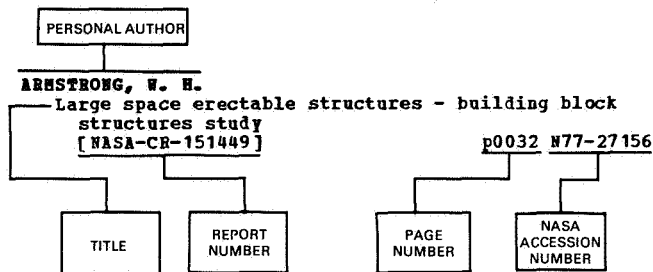 PERSONAL AUTHOR
ARMSTRONG, W. H.
Large space erectable structures - building block
structures study
[NASA-CR-151449] p0032 N77-27156
TITLE
REPORT
NUMBER
PAGE
NUMBER
NASA
ACCESSION
NUMBER